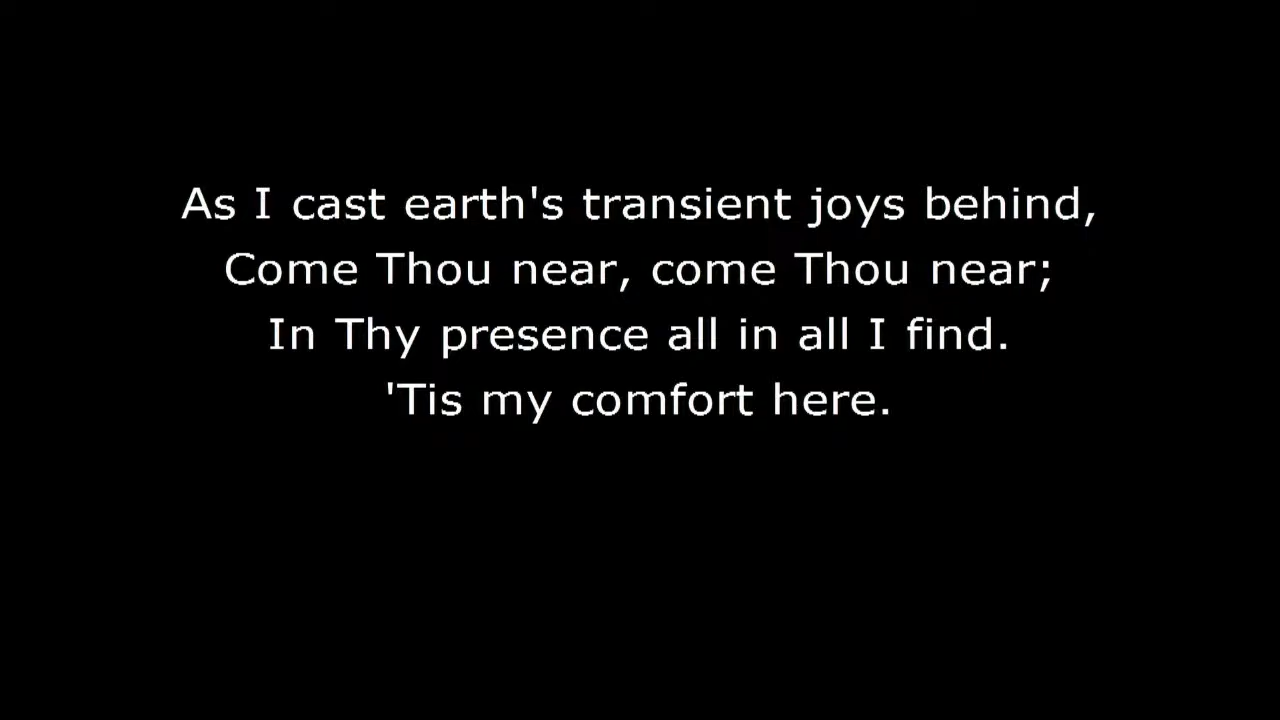 As I cast earth's transient joys behind,
Come Thou near, come Thou near;
In Thy presence all in all I find.
'Tis my comfort here.